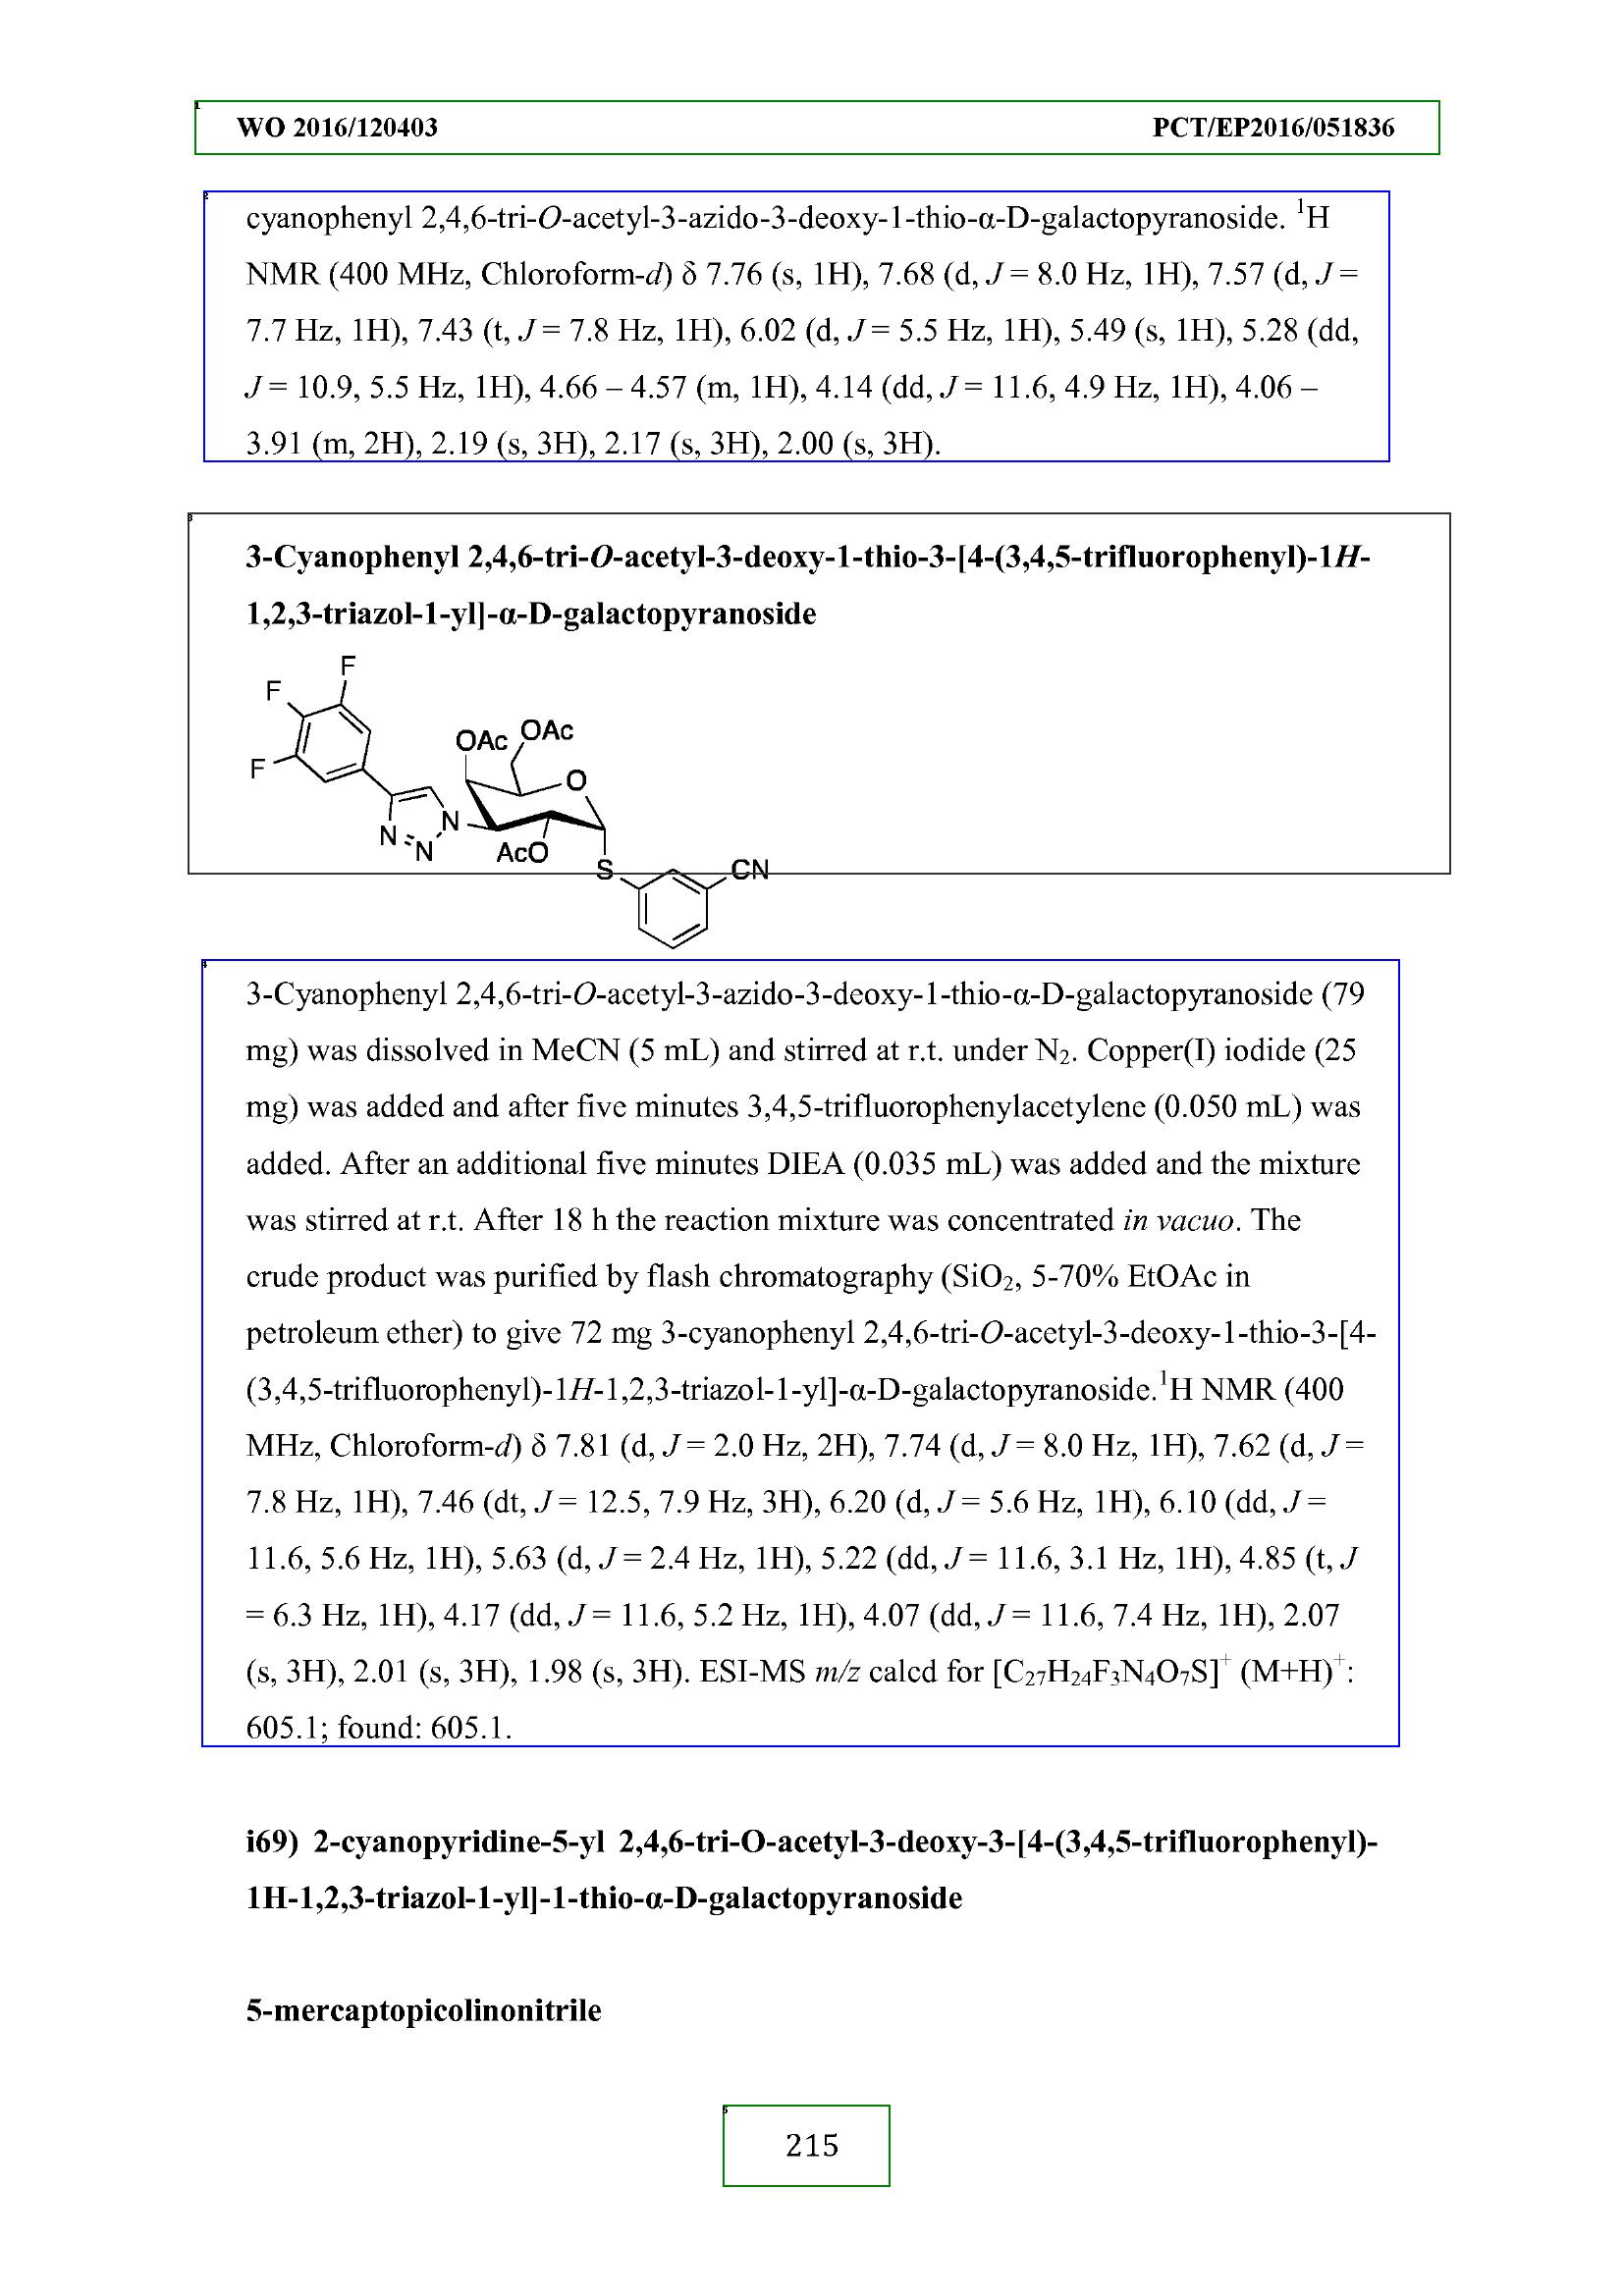 WO 2016/120403 PCT/EP2016/051836
cyanophenyl 2,4,6-tri-O-acetyl-3-azido-3-deoxy-1-thio-α-D-galactopyranoside. ¹H
NMR (400 MHz, Chloroform-d) δ 7.76 (s, 1H), 7.68 (d, J = 8.0 Hz, 1H), 7.57 (d, J =
7.7 Hz, 1H), 7.43 (t, J = 7.8 Hz, 1H), 6.02 (d, J = 5.5 Hz, 1H), 5.49 (s, 1H), 5.28 (dd,
J = 10.9, 5.5 Hz, 1H), 4.66 – 4.57 (m, 1H), 4.14 (dd, J = 11.6, 4.9 Hz, 1H), 4.06 –
3.91 (m, 2H), 2.19 (s, 3H), 2.17 (s, 3H), 2.00 (s, 3H).
3-Cyanophenyl 2,4,6-tri-O-acetyl-3-deoxy-1-thio-3-[4-(3,4,5-trifluorophenyl)-1H-
1,2,3-triazol-1-yl]-α-D-galactopyranoside
F
F
F
OAc
OAc
O
N
N
N
AcO
S
CN
3-Cyanophenyl 2,4,6-tri-O-acetyl-3-azido-3-deoxy-1-thio-α-D-galactopyranoside (79
mg) was dissolved in MeCN (5 mL) and stirred at r.t. under N₂. Copper(I) iodide (25
mg) was added and after five minutes 3,4,5-trifluorophenylacetylene (0.050 mL) was
added. After an additional five minutes DIEA (0.035 mL) was added and the mixture
was stirred at r.t. After 18 h the reaction mixture was concentrated in vacuo. The
crude product was purified by flash chromatography (SiO₂, 5-70% EtOAc in
petroleum ether) to give 72 mg 3-cyanophenyl 2,4,6-tri-O-acetyl-3-deoxy-1-thio-3-[4-
(3,4,5-trifluorophenyl)-1H-1,2,3-triazol-1-yl]-α-D-galactopyranoside.¹H NMR (400
MHz, Chloroform-d) δ 7.81 (d, J = 2.0 Hz, 2H), 7.74 (d, J = 8.0 Hz, 1H), 7.62 (d, J =
7.8 Hz, 1H), 7.46 (dt, J = 12.5, 7.9 Hz, 3H), 6.20 (d, J = 5.6 Hz, 1H), 6.10 (dd, J =
11.6, 5.6 Hz, 1H), 5.63 (d, J = 2.4 Hz, 1H), 5.22 (dd, J = 11.6, 3.1 Hz, 1H), 4.85 (t, J
= 6.3 Hz, 1H), 4.17 (dd, J = 11.6, 5.2 Hz, 1H), 4.07 (dd, J = 11.6, 7.4 Hz, 1H), 2.07
(s, 3H), 2.01 (s, 3H), 1.98 (s, 3H). ESI-MS m/z calcd for [C₂₇H₂₄F₃N₄O₇S]⁺ (M+H)⁺:
605.1; found: 605.1.
i69) 2-cyanopyridine-5-yl 2,4,6-tri-O-acetyl-3-deoxy-3-[4-(3,4,5-trifluorophenyl)-
1H-1,2,3-triazol-1-yl]-1-thio-α-D-galactopyranoside
5-mercaptopicolinonitrile
215